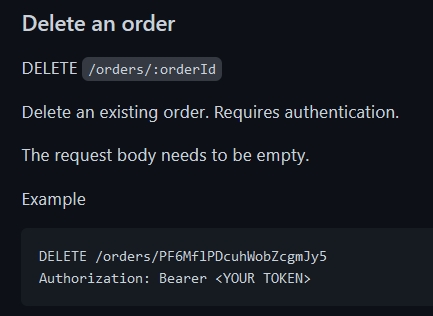 Delete an order
DELETE /orders/:orderId
Delete an existing order. Requires authentication.
The request body needs to be empty.
Example
DELETE /orders/PF6MflPDcuhWobZcgmJy5
Authorization: Bearer <YOUR TOKEN>